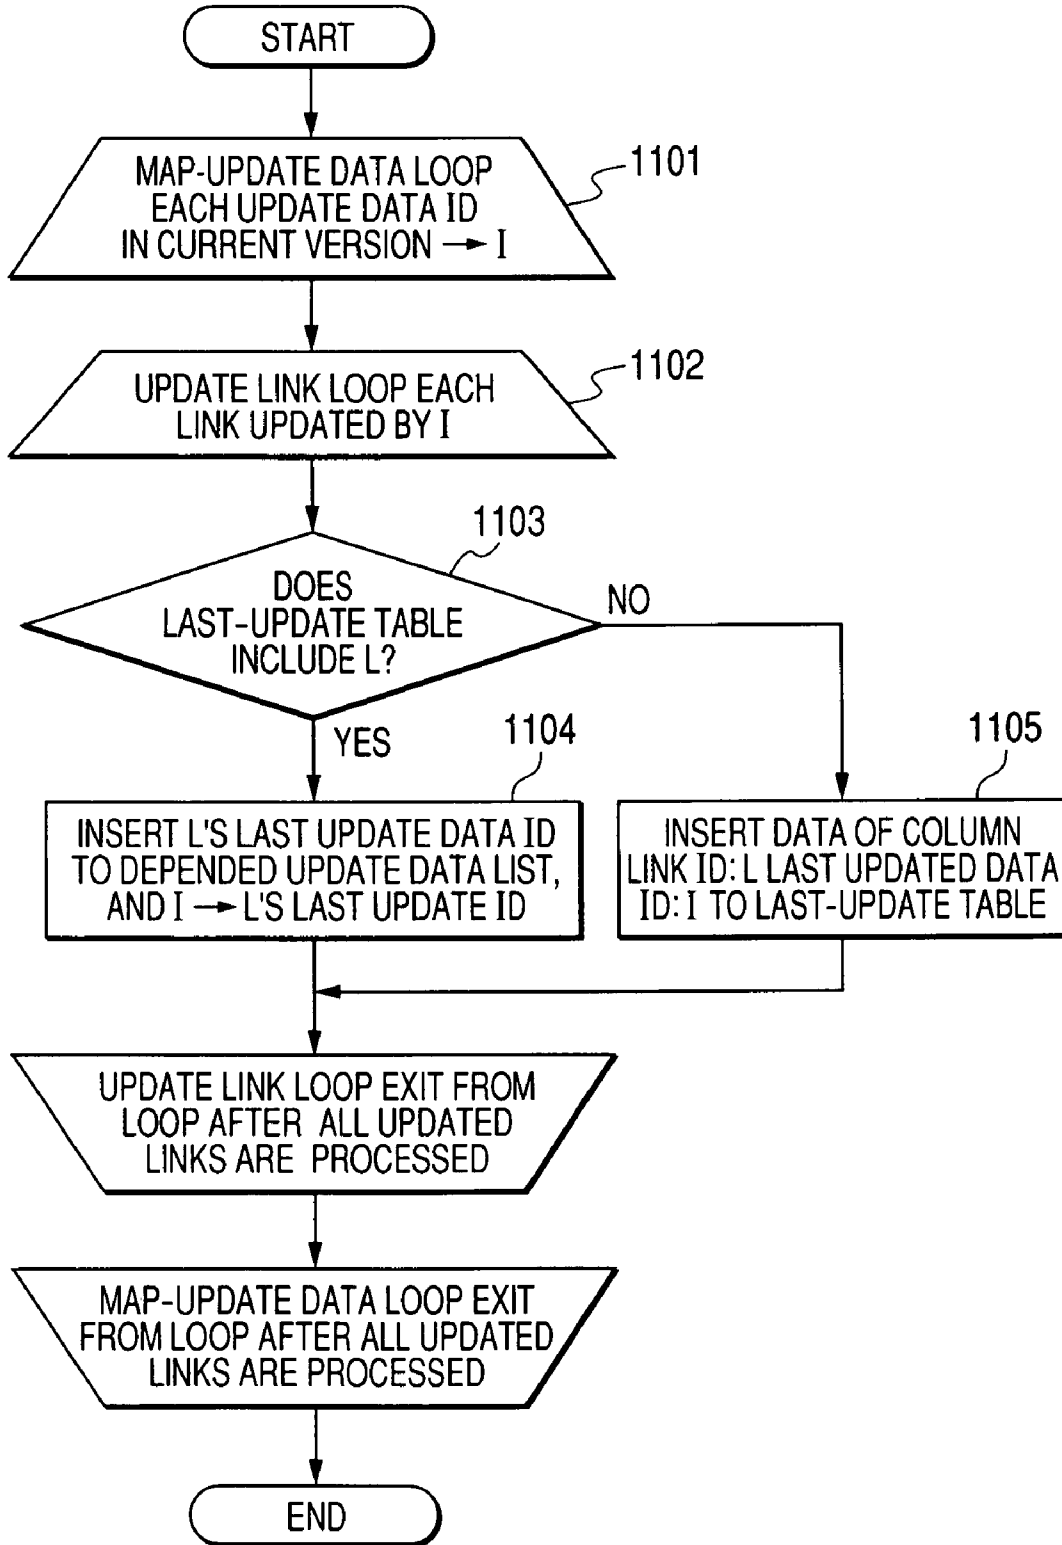 START
MAP-UPDATE DATA LOOP
EACH UPDATE DATA ID
IN CURRENT VERSION → I
1101
UPDATE LINK LOOP EACH
LINK UPDATED BY I
1102
1103
DOES
LAST-UPDATE TABLE
INCLUDE L?
NO
YES
1104
INSERT L'S LAST UPDATE DATA ID
TO DEPENDED UPDATE DATA LIST,
AND I → L'S LAST UPDATE ID
1105
INSERT DATA OF COLUMN
LINK ID: L LAST UPDATED DATA
ID: I TO LAST-UPDATE TABLE
UPDATE LINK LOOP EXIT FROM
LOOP AFTER ALL UPDATED
LINKS ARE PROCESSED
MAP-UPDATE DATA LOOP EXIT
FROM LOOP AFTER ALL UPDATED
LINKS ARE PROCESSED
END